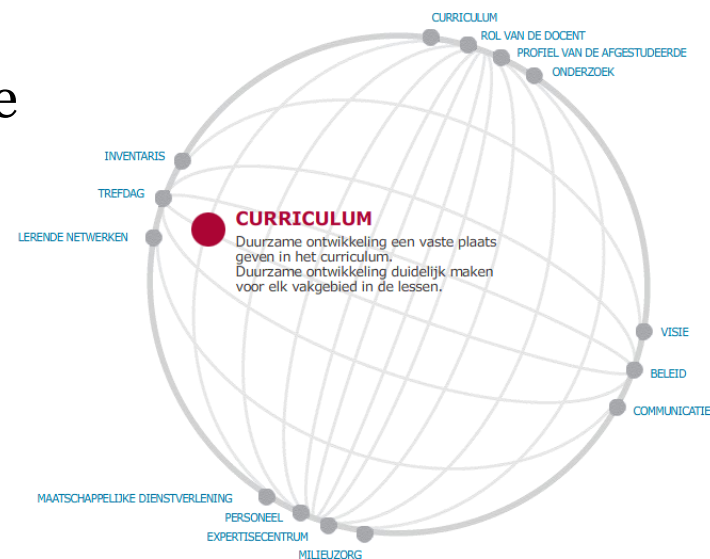 CURRICULUM
ROL VAN DE DOCENT
PROFIEL VAN DE AFGESTUDEERDE
ONDERZOEK
e
INVENTARIS
TREFDAG
LERENDE NETWERKEN
CURRICULUM
Duurzame ontwikkeling een vaste plaats
geven in het curriculum.
Duurzame ontwikkeling duidelijk maken
voor elk vakgebied in de lessen.
VISIE
BELEID
COMMUNICATIE
MAATSCHAPPELIJKE DIENSTVERLENING
PERSONEEL
EXPERTISECENTRUM
MILIEUZORG